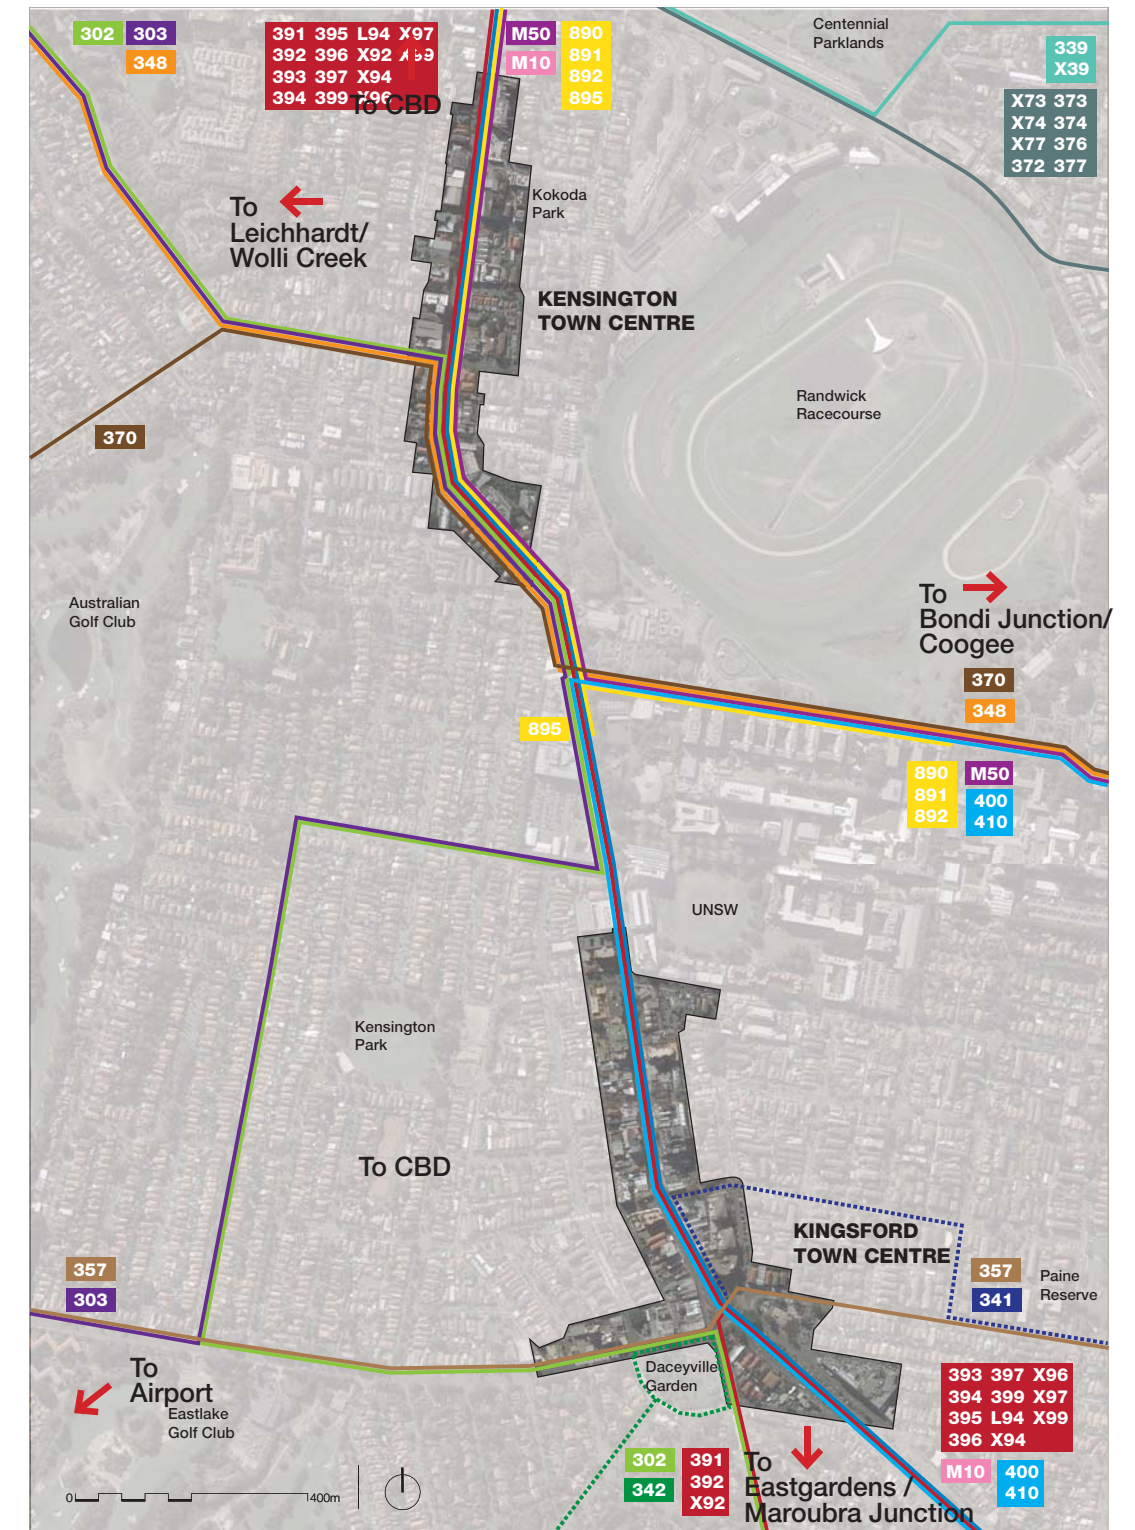 302 303
348
391 395 L94 X97
392 396 X92 X99
393 397 X94
394 399 X96
To CBD
M50
M10
890
891
892
895
Centennial
Parklands
339
X39
X73 373
X74 374
X77 376
372 377
To
Leichhardt/
Wolli Creek
Kokoda
Park
KENSINGTON
TOWN CENTRE
Randwick
Racecourse
370
Australian
Golf Club
To
Bondi Junction/
Coogee
370
348
895
890
891
892
M50
400
410
UNSW
Kensington
Park
To CBD
KINGSFORD
TOWN CENTRE
357
341
Paine
Reserve
357
303
To
Airport
Eastlake
Golf Club
Daceyville
Garden
393 397 X96
394 399 X97
395 L94 X99
396 X94
M10
400
410
302
342
391
392
X92
To
Eastgardens /
Maroubra Junction
0 400m